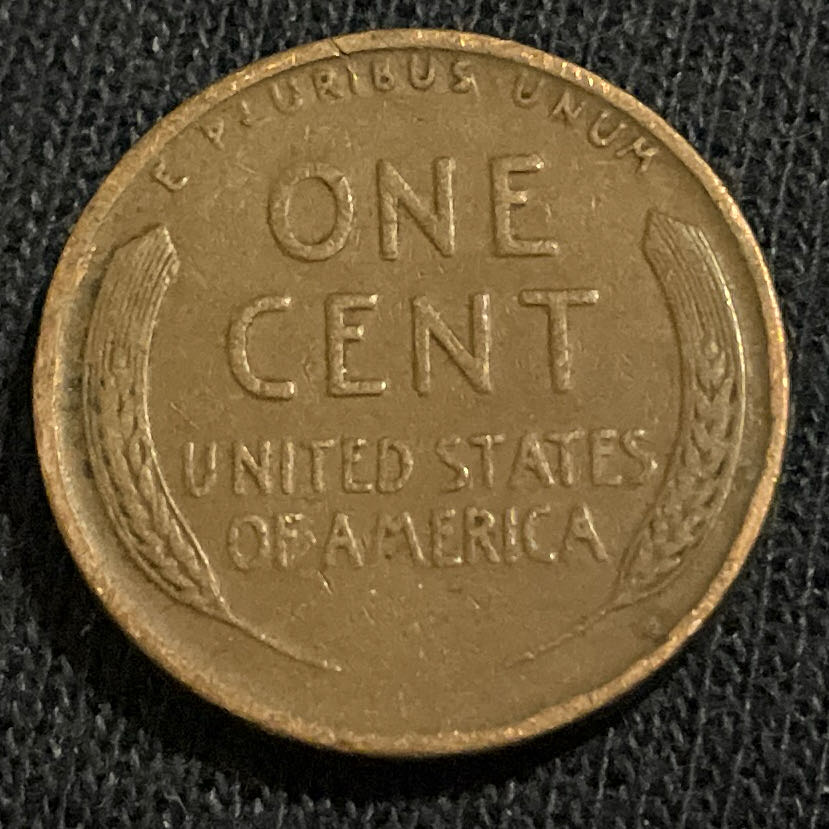 E PLURIBUS UNUM
ONE
CENT
UNITED STATES
OF AMERICA